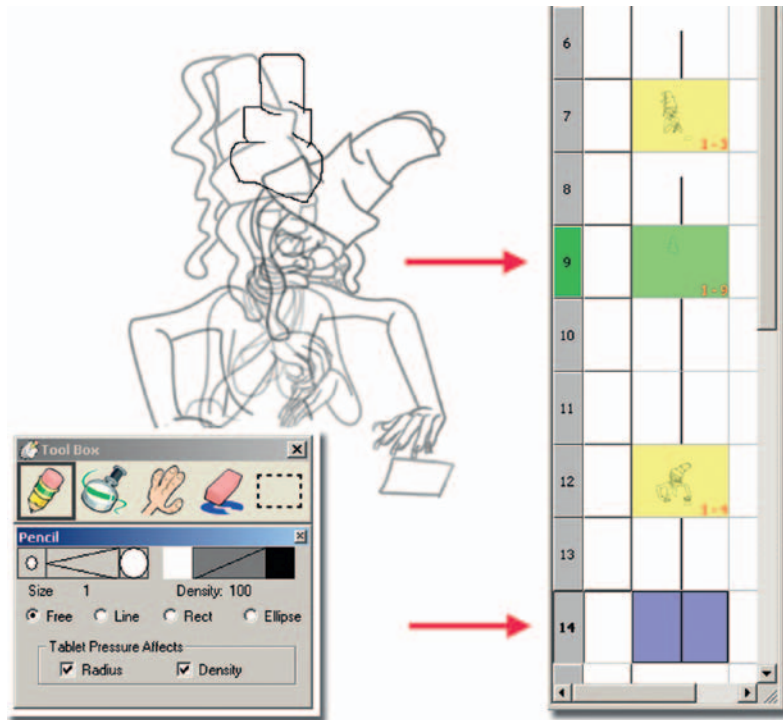 6
7
1-3
8
9
10
11
12
1-4
13
14
Tool Box
Pencil
Size 1 Density: 100
Free Line Rect Ellipse
Tablet Pressure Affects
Radius Density